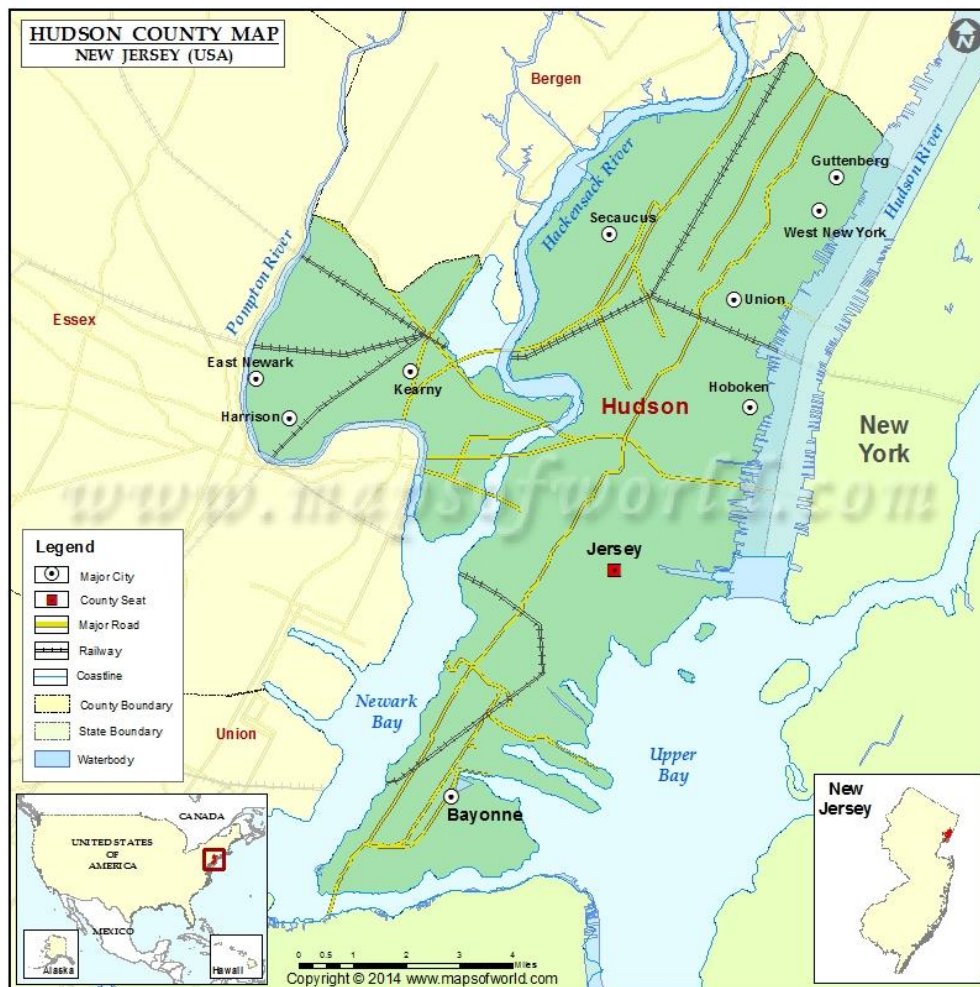 HUDSON COUNTY MAP
NEW JERSEY (USA)
N
Bergen
Hackensack River
Hudson River
Guttenberg
Secaucus
West New York
Pompton River
Union
Essex
East Newark
Kearny
Hoboken
Harrison
Hudson
New
York
www.mapsofworld.com
Jersey
Legend
Major City
County Seat
Major Road
Railway
Coastline
County Boundary
State Boundary
Waterbody
Newark
Bay
Union
Upper
Bay
Bayonne
CANADA
UNITED STATES
OF
AMERICA
MEXICO
Alaska
Hawaii
New
Jersey
0 0.5 1 2 3 4
Miles
Copyright © 2014 www.mapsofworld.com